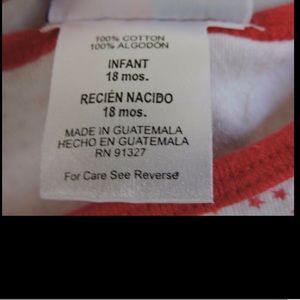 100% COTTON
100% ALGODÓN
INFANT
18 mos.
RECIÉN NACIDO
18 mos.
MADE IN GUATEMALA
HECHO EN GUATEMALA
RN 91327
For Care See Reverse